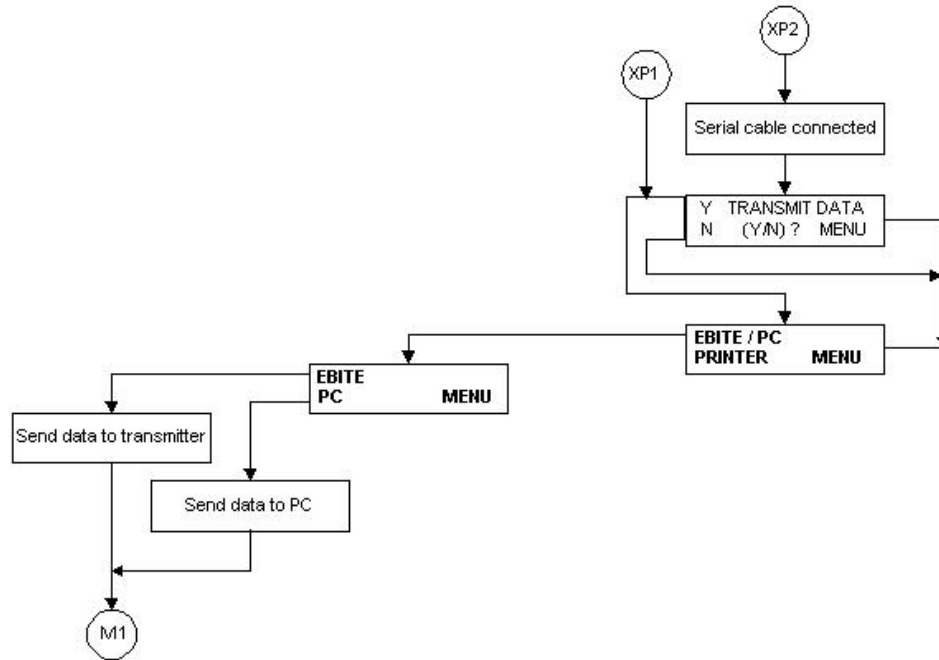 XP2
XP1
Serial cable connected
Y TRANSMIT DATA
N (Y/N) ? MENU
EBITE / PC
PRINTER MENU
EBITE
PC MENU
Send data to transmitter
Send data to PC
M1